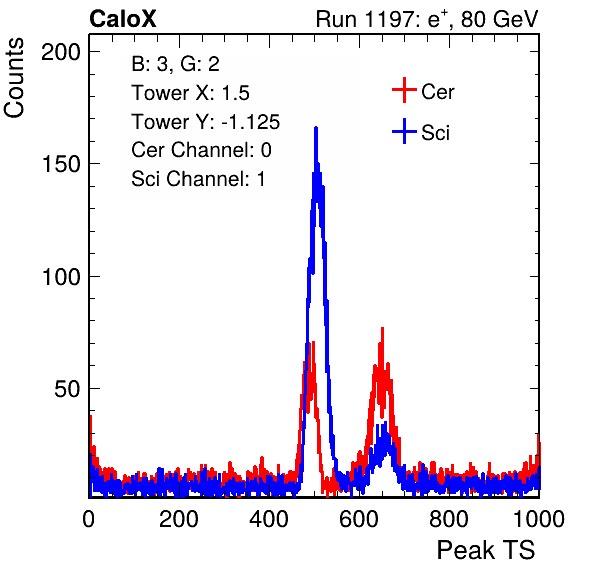 CaloX Run 1197: e⁺, 80 GeV
Counts
200
150
100
50
B: 3, G: 2
Tower X: 1.5
Tower Y: -1.125
Cer Channel: 0
Sci Channel: 1
Cer
Sci
0 200 400 600 800 1000
Peak TS